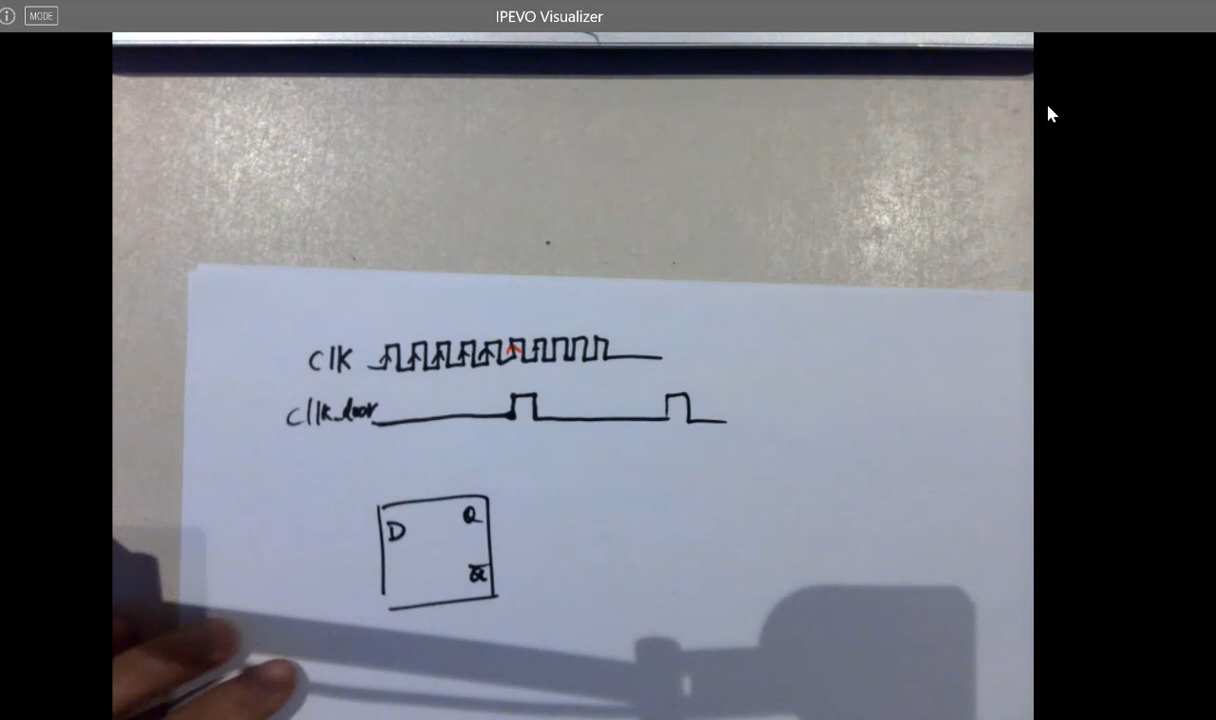 MODE
IPEVO Visualizer
clk
clk_door
D Q
Q̅